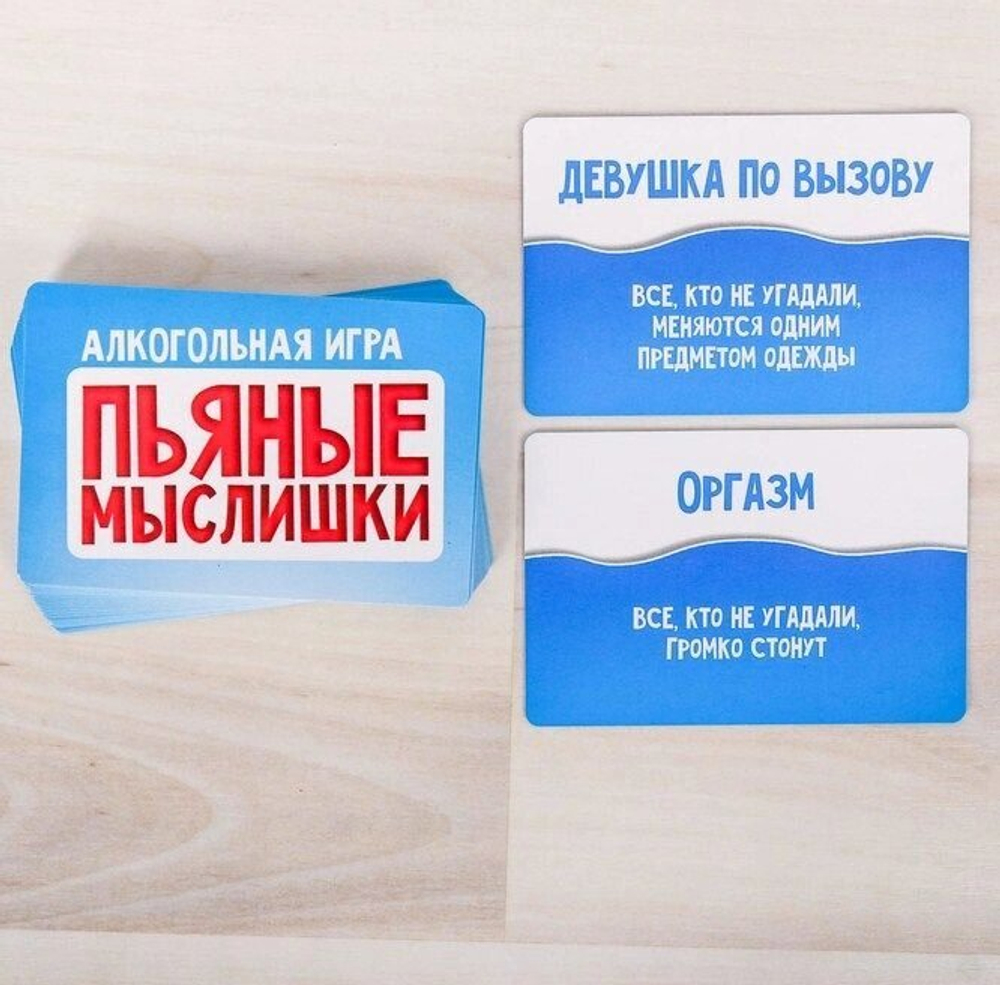 АЛКОГОЛЬНАЯ ИГРА
ПЬЯНЫЕ
МЫСЛИШКИ
ДЕВУШКА ПО ВЫЗОВУ
ВСЕ, КТО НЕ УГАДАЛИ,
МЕНЯЮТСЯ ОДНИМ
ПРЕДМЕТОМ ОДЕЖДЫ
ОРГАЗМ
ВСЕ, КТО НЕ УГАДАЛИ,
ГРОМКО СТОНУТ